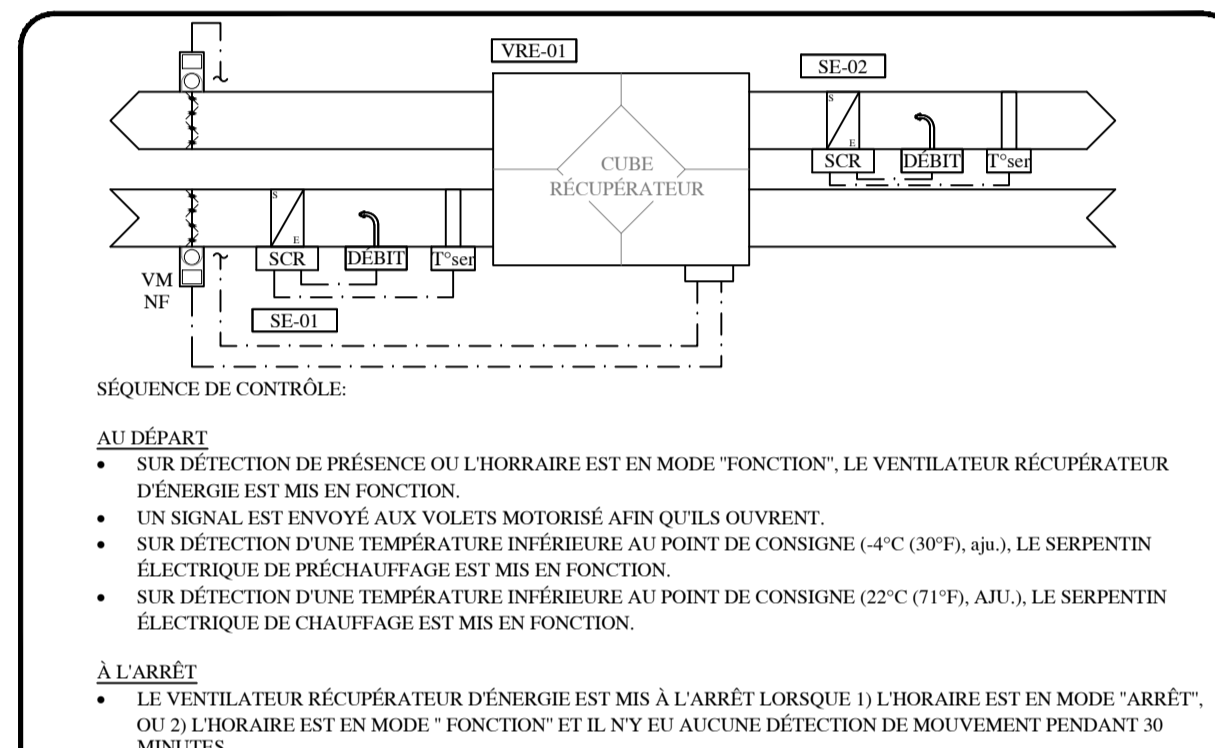 VRE-01
SE-02
S
E
SCR
DÉBIT
T°ser
CUBE
RÉCUPÉRATEUR
S
E
SCR
DÉBIT
T°ser
VM
NF
SE-01
SÉQUENCE DE CONTRÔLE:
AU DÉPART
• SUR DÉTECTION DE PRÉSENCE OU L'HORRAIRE EST EN MODE "FONCTION", LE VENTILATEUR RÉCUPÉRATEUR
D'ÉNERGIE EST MIS EN FONCTION.
• UN SIGNAL EST ENVOYÉ AUX VOLETS MOTORISÉ AFIN QU'ILS OUVRENT.
• SUR DÉTECTION D'UNE TEMPÉRATURE INFÉRIEURE AU POINT DE CONSIGNE (-4°C (30°F), aju.), LE SERPENTIN
ÉLECTRIQUE DE PRÉCHAUFFAGE EST MIS EN FONCTION.
• SUR DÉTECTION D'UNE TEMPÉRATURE INFÉRIEURE AU POINT DE CONSIGNE (22°C (71°F), AJU.), LE SERPENTIN
ÉLECTRIQUE DE CHAUFFAGE EST MIS EN FONCTION.
À L'ARRÊT
• LE VENTILATEUR RÉCUPÉRATEUR D'ÉNERGIE EST MIS À L'ARRÊT LORSQUE 1) L'HORAIRE EST EN MODE "ARRÊT",
OU 2) L'HORAIRE EST EN MODE " FONCTION" ET IL N'Y EU AUCUNE DÉTECTION DE MOUVEMENT PENDANT 30
MINUTES